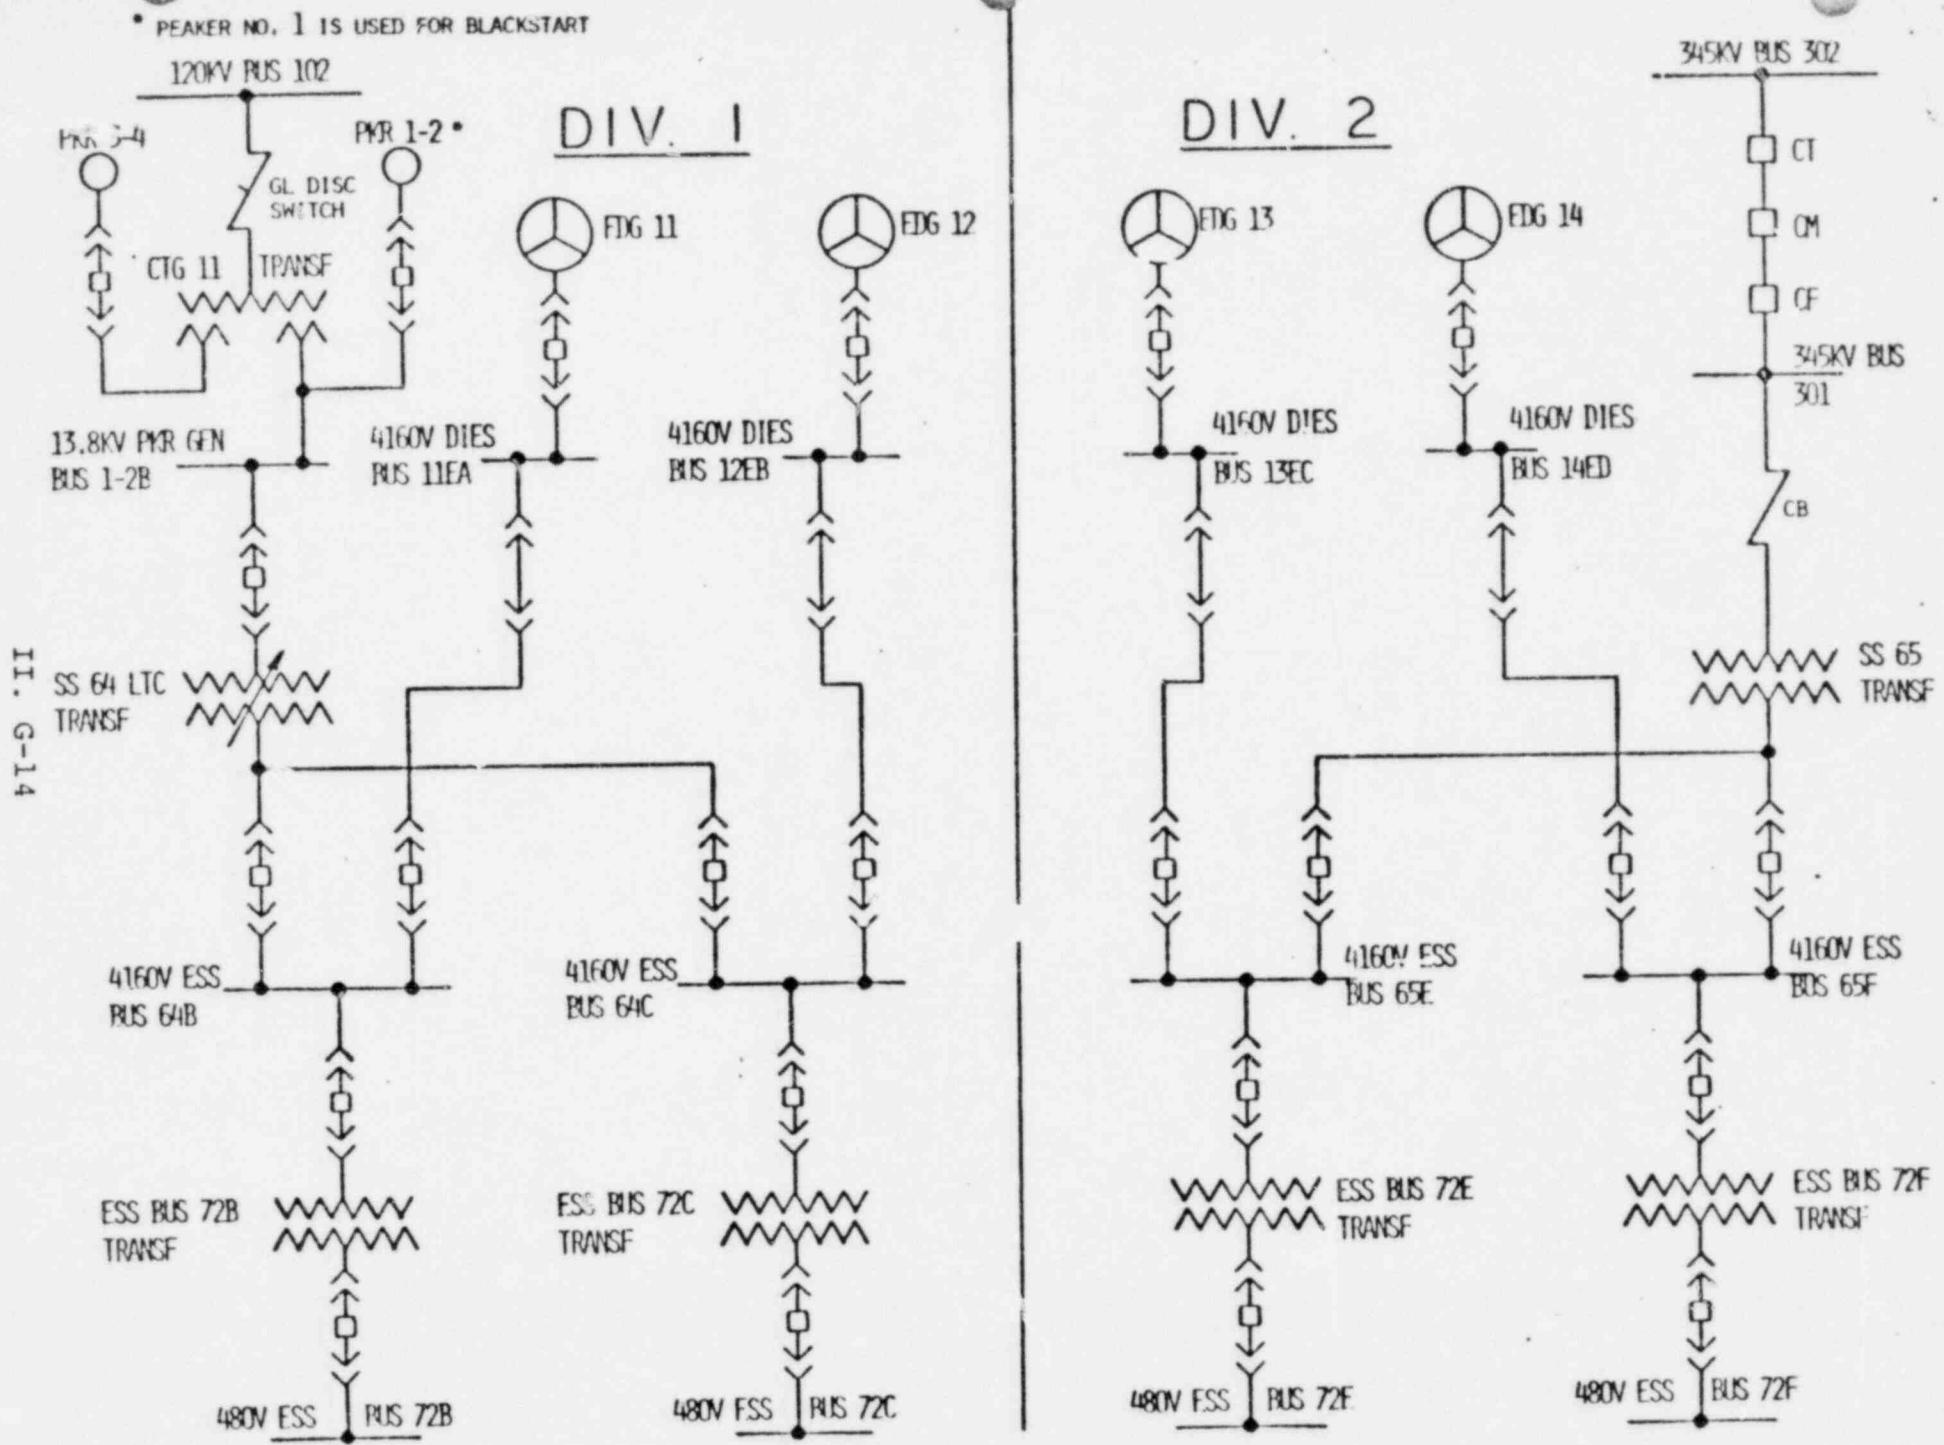 * PEAKER NO. 1 IS USED FOR BLACKSTART
120KV BUS 102
345KV BUS 302
DIV. 1
DIV. 2
PKR 1-2 *
GL DISC
SWITCH
CT
EDG 11
EDG 12
EDG 13
EDG 14
CM
CTG 11
TRANSF
CF
345KV BUS
301
13.8KV PKR GEN
BUS 1-2B
4160V DIES
BUS 11EA
4160V DIES
BUS 12EB
4160V DIES
BUS 13EC
4160V DIES
BUS 14ED
CB
II. G-14
SS 64 LTC
TRANSF
SS 65
TRANSF
4160V ESS
BUS 64B
4160V ESS
BUS 64C
4160V ESS
BUS 65E
4160V ESS
BUS 65F
ESS BUS 72B
TRANSF
ESS BUS 72C
TRANSF
ESS BUS 72E
TRANSF
ESS BUS 72F
TRANSF
480V ESS BUS 72B
480V ESS BUS 72C
480V ESS BUS 72E
480V ESS BUS 72F